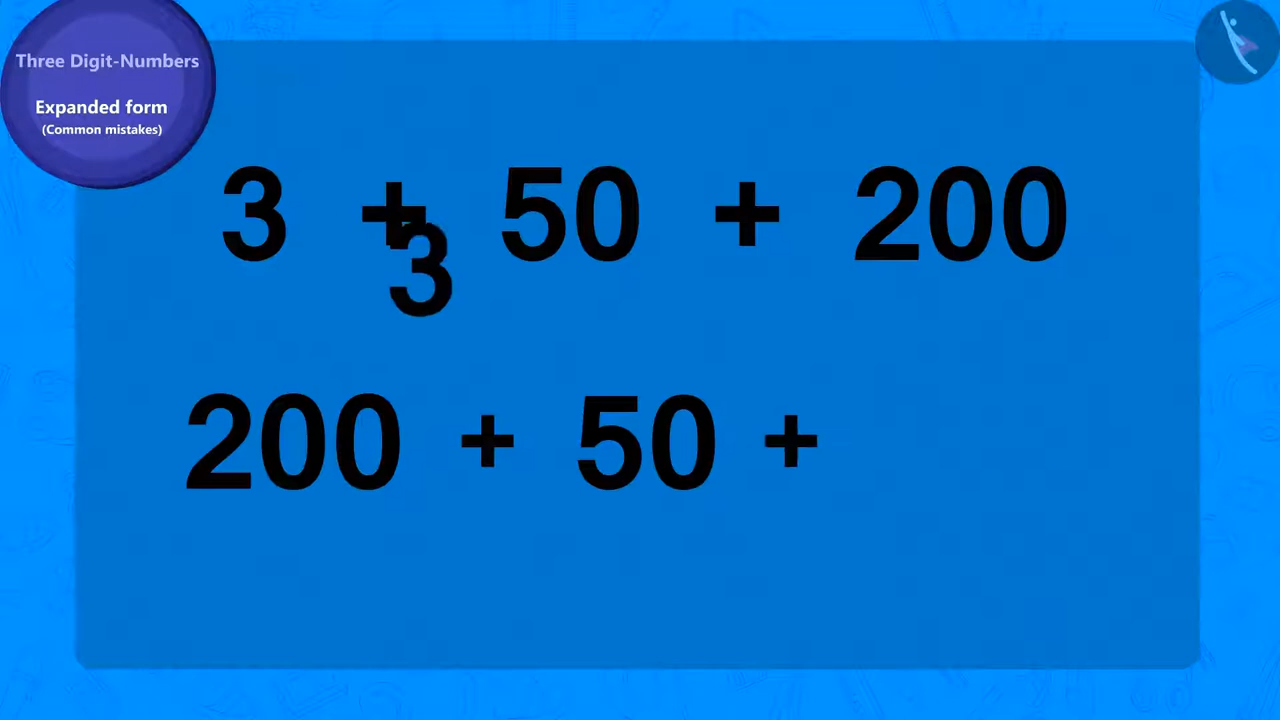 Three Digit-Numbers
Expanded form
(Common mistakes)
3 + 50 + 200
3
200 + 50 +